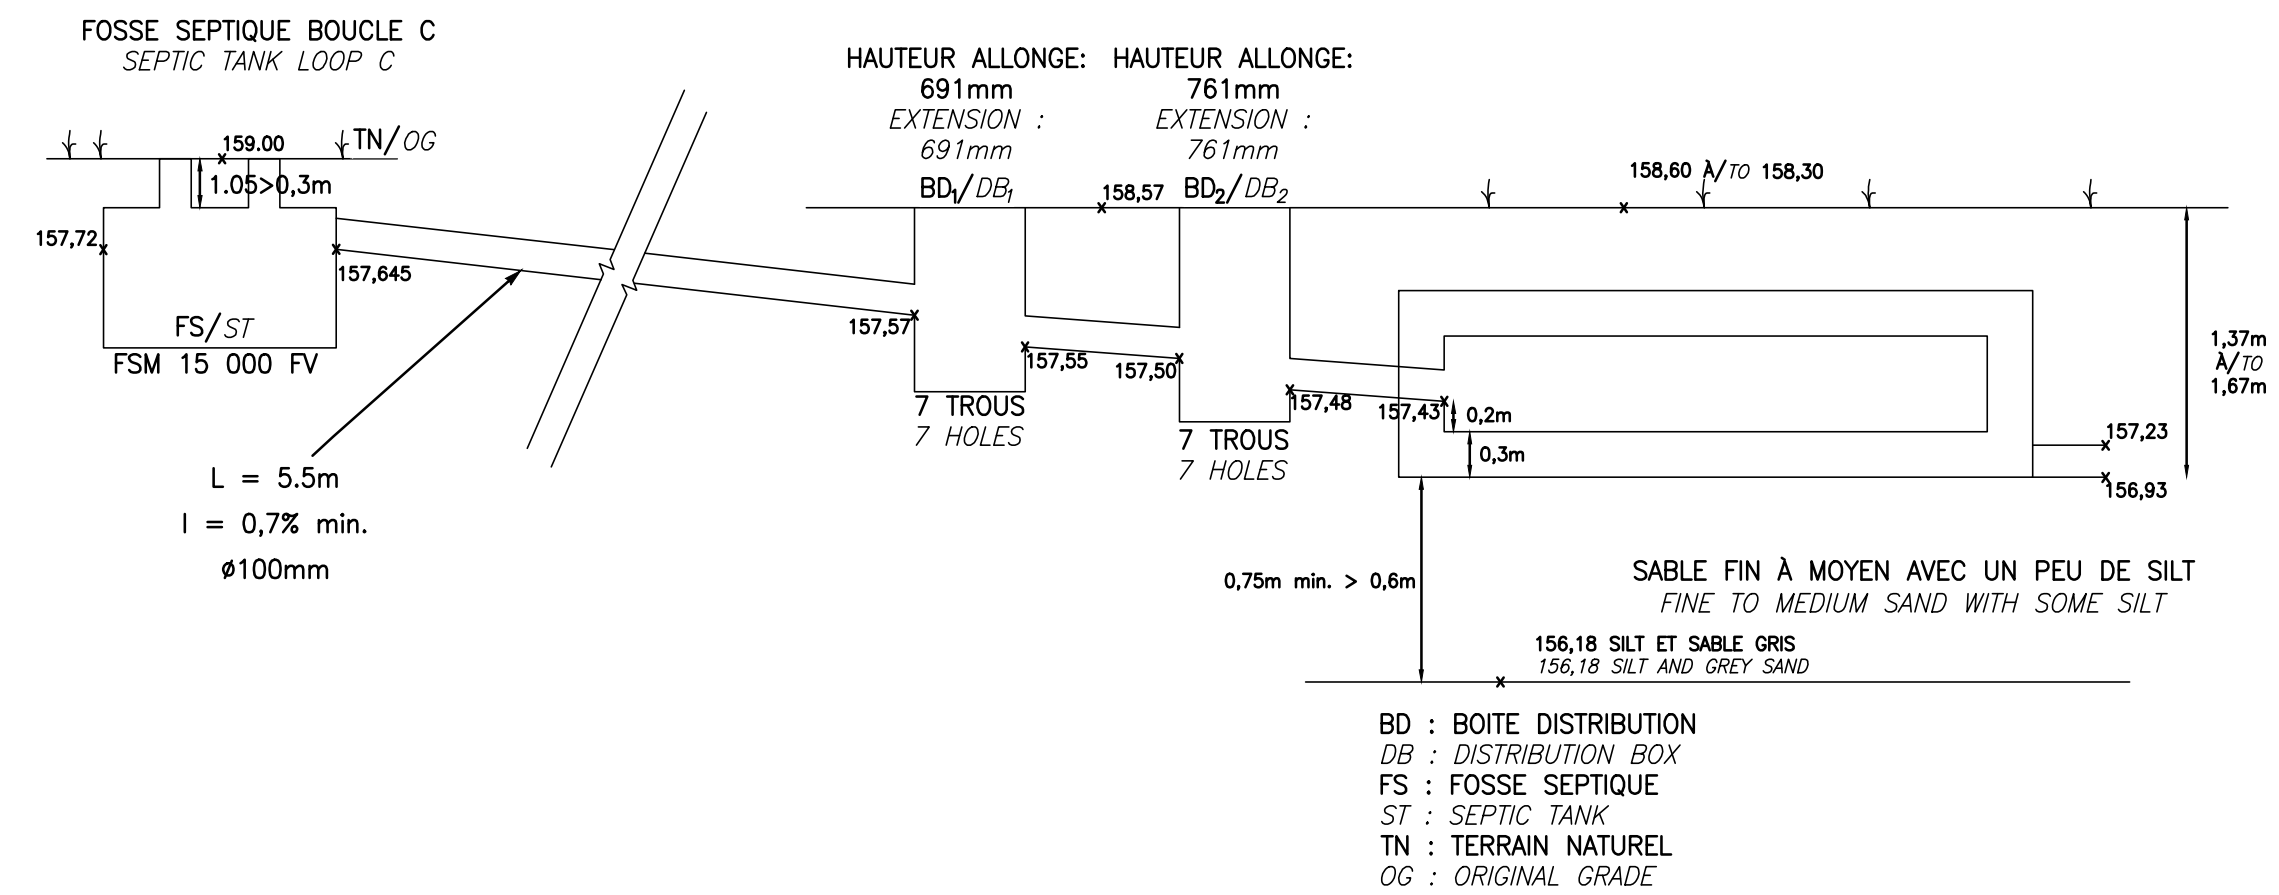 FOSSE SEPTIQUE BOUCLE C
SEPTIC TANK LOOP C
159.00
TN/OG
1.05>0,3m
157,72
157,645
FS/ST
FSM 15 000 FV
L = 5.5m
I = 0,7% min.
ø100mm
HAUTEUR ALLONGE:
691mm
EXTENSION :
691mm
BD1/DB1
HAUTEUR ALLONGE:
761mm
EXTENSION :
761mm
BD2/DB2
158,57
157,57
157,55
7 TROUS
7 HOLES
157,50
157,48
7 TROUS
7 HOLES
158,60 À/TO 158,30
157,43
0,2m
0,3m
1,37m
À/TO
1,67m
157,23
156,93
0,75m min. > 0,6m
SABLE FIN À MOYEN AVEC UN PEU DE SILT
FINE TO MEDIUM SAND WITH SOME SILT
156,18 SILT ET SABLE GRIS
156,18 SILT AND GREY SAND
BD : BOITE DISTRIBUTION
DB : DISTRIBUTION BOX
FS : FOSSE SEPTIQUE
ST : SEPTIC TANK
TN : TERRAIN NATUREL
OG : ORIGINAL GRADE